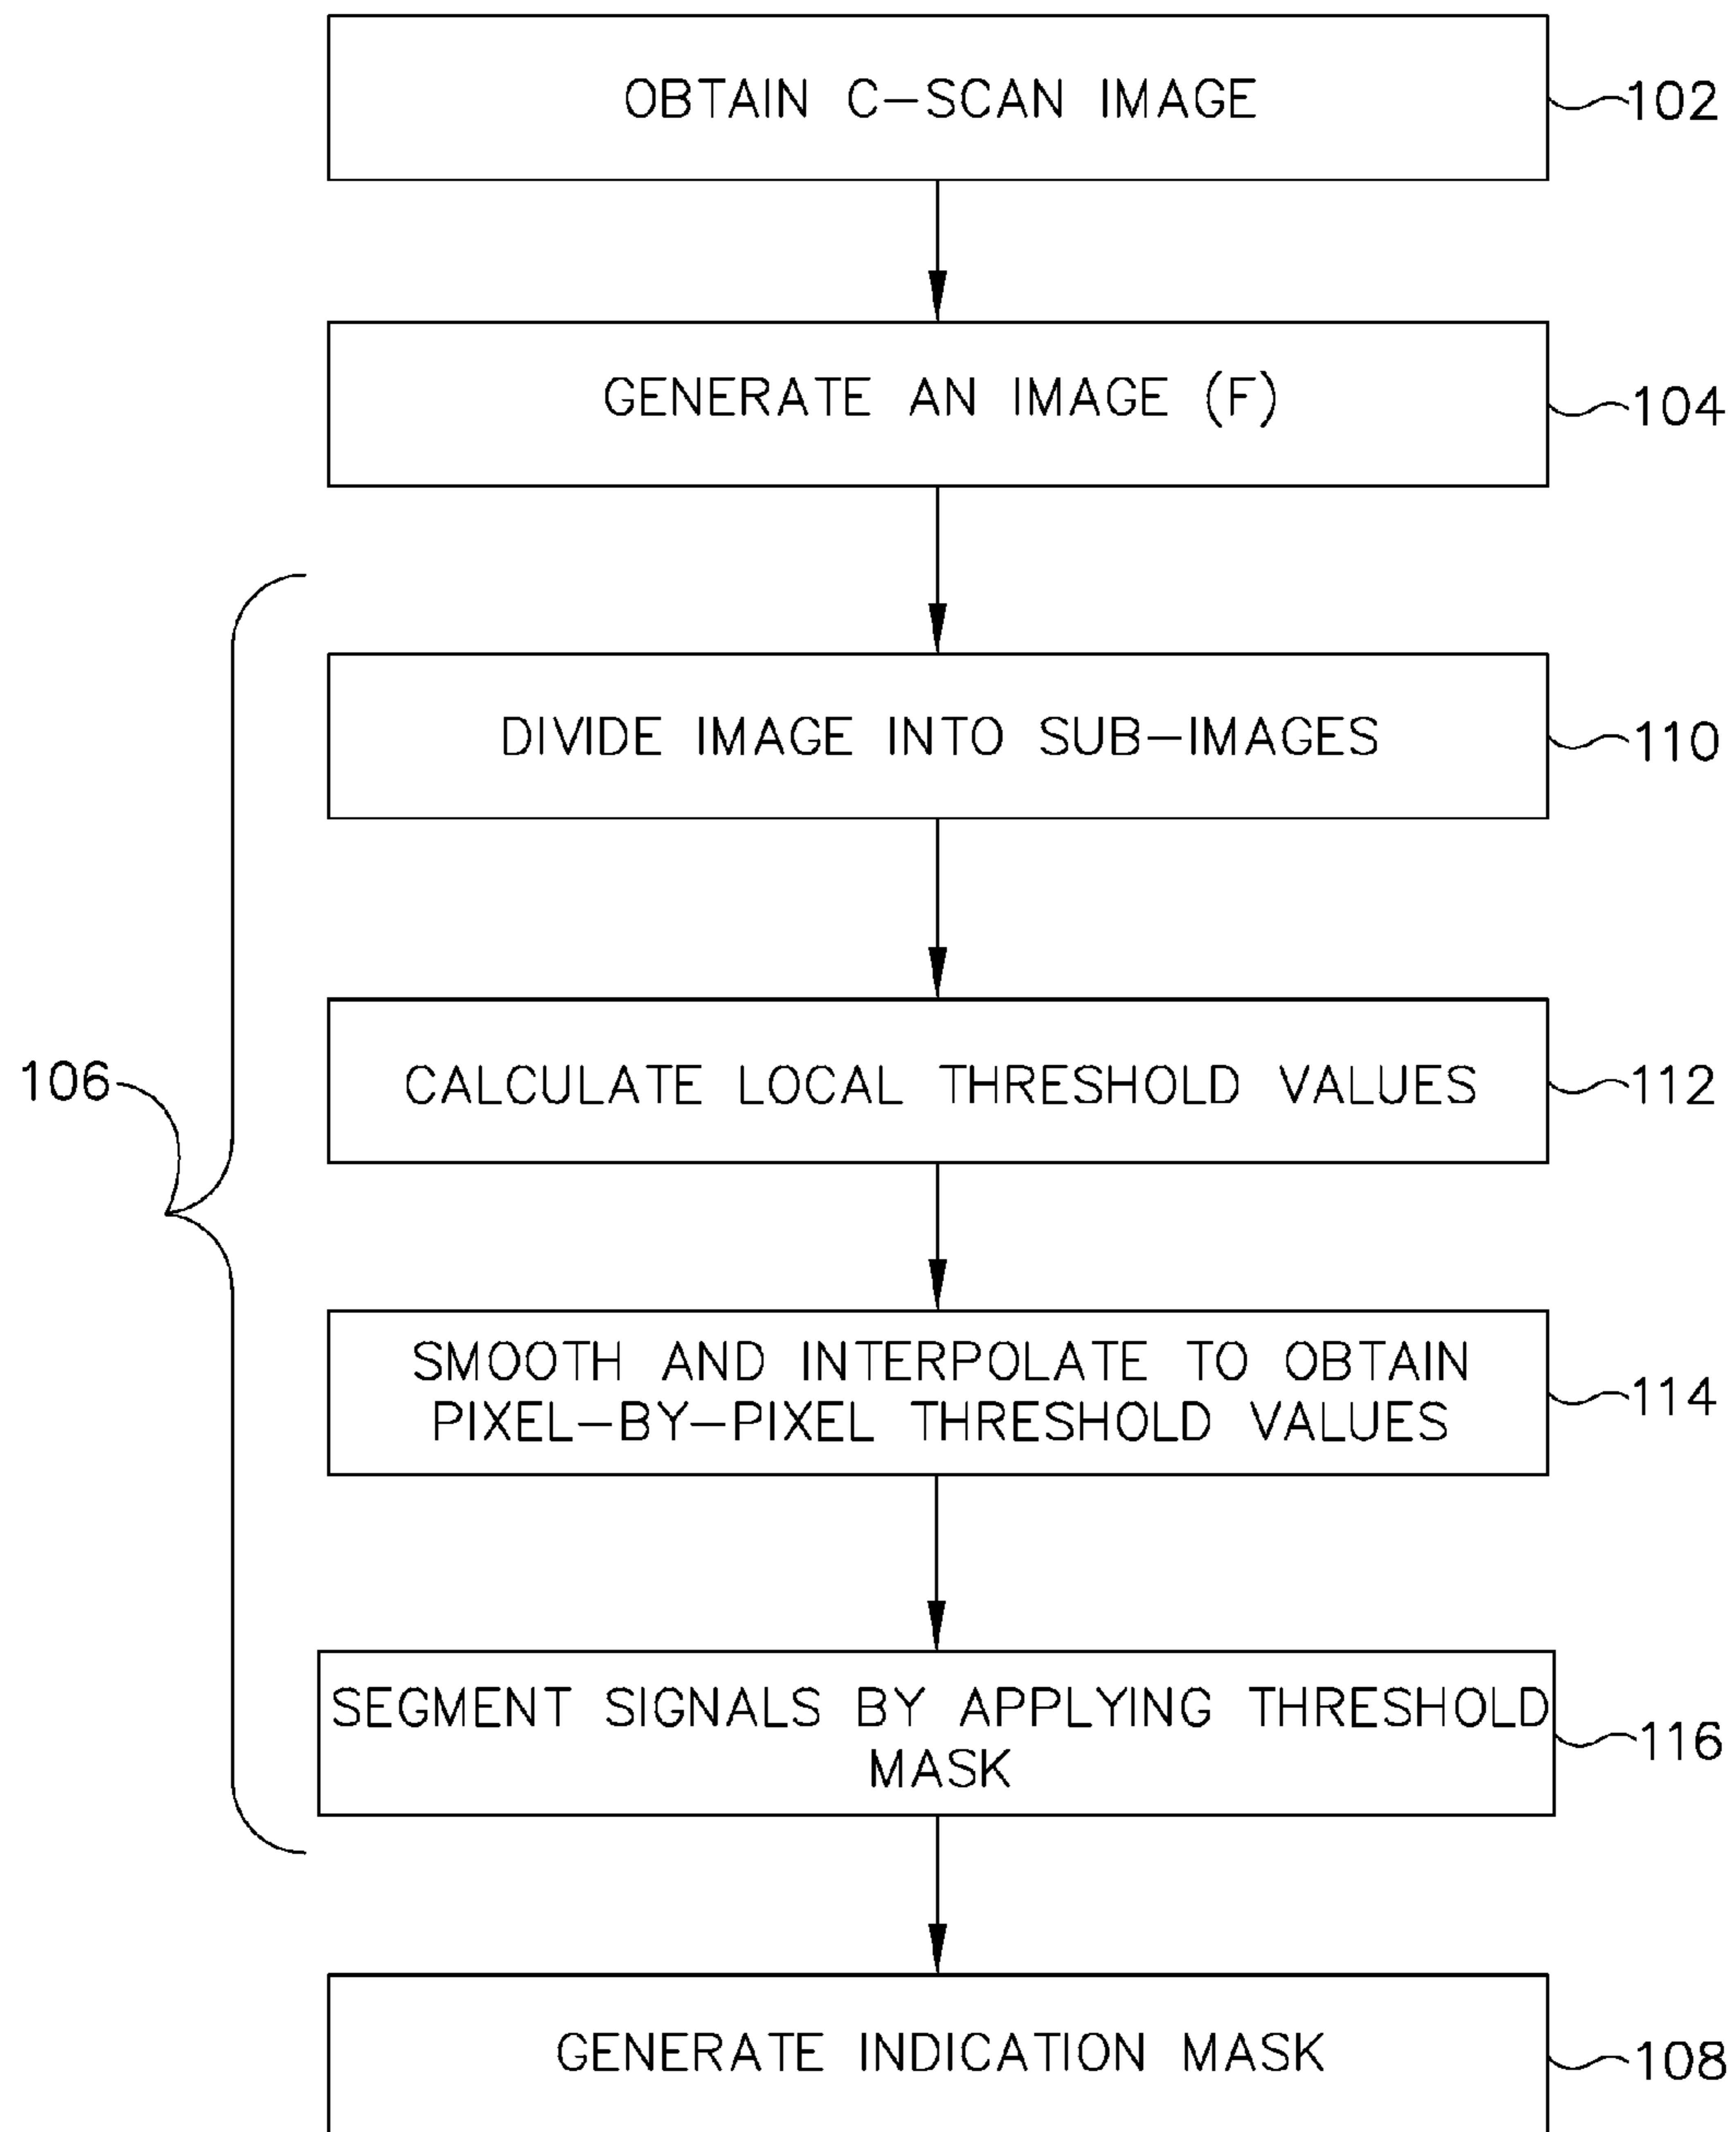 OBTAIN C-SCAN IMAGE
102
GENERATE AN IMAGE (F)
104
DIVIDE IMAGE INTO SUB-IMAGES
110
106
CALCULATE LOCAL THRESHOLD VALUES
112
SMOOTH AND INTERPOLATE TO OBTAIN
PIXEL-BY-PIXEL THRESHOLD VALUES
114
SEGMENT SIGNALS BY APPLYING THRESHOLD
MASK
116
GENERATE INDICATION MASK
108